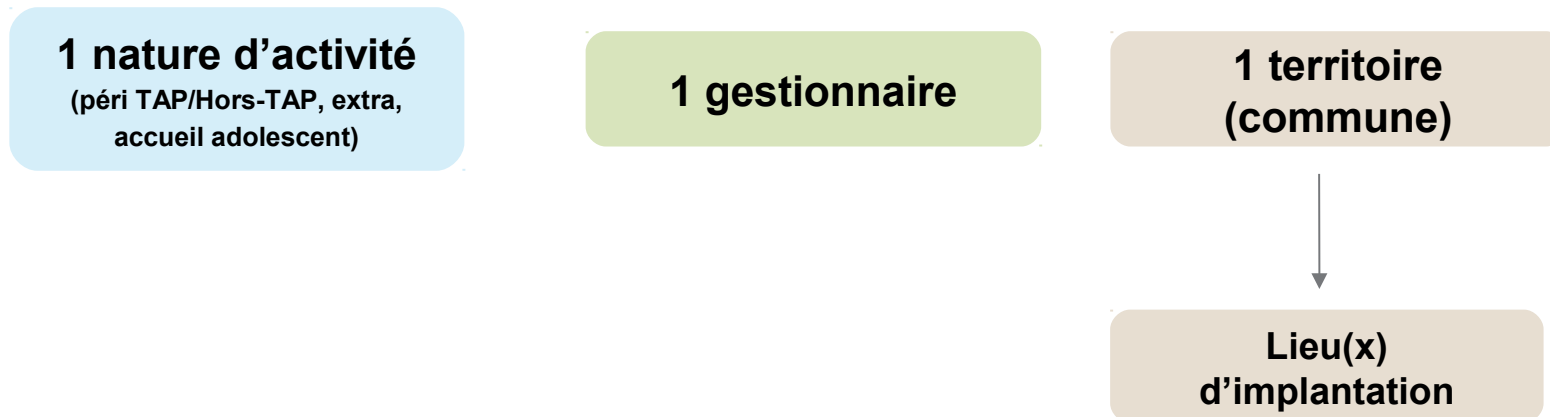 1 nature d’activité
(péri TAP/Hors-TAP, extra,
accueil adolescent)
1 gestionnaire
1 territoire
(commune)
Lieu(x)
d’implantation